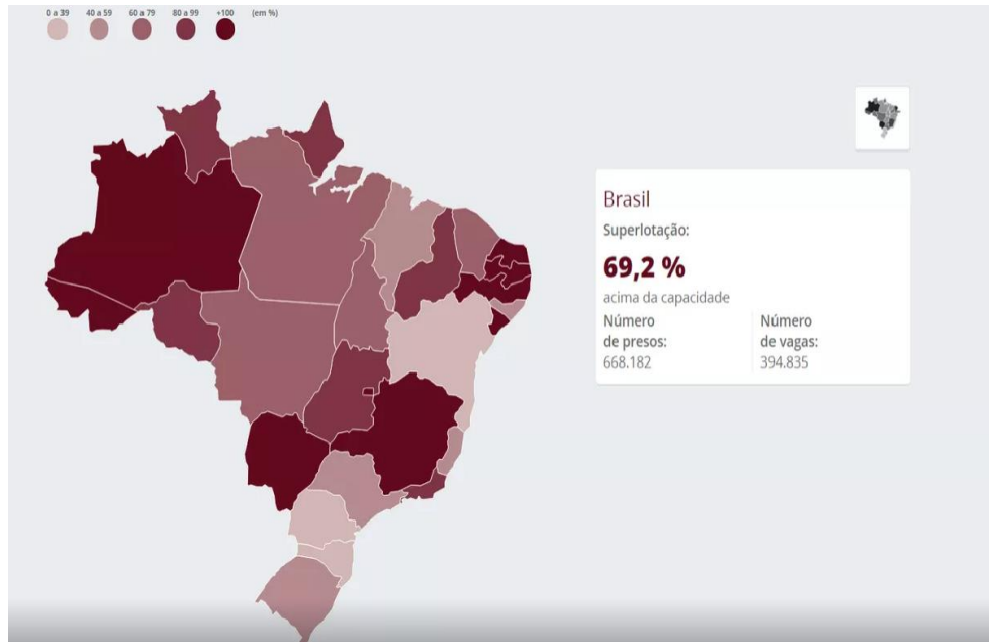 0 a 39 40 a 59 60 a 79 80 a 99 +100 (em %)
Brasil
Superlotação:
69,2 %
acima da capacidade
Número de presos:
668.182
Número de vagas:
394.835